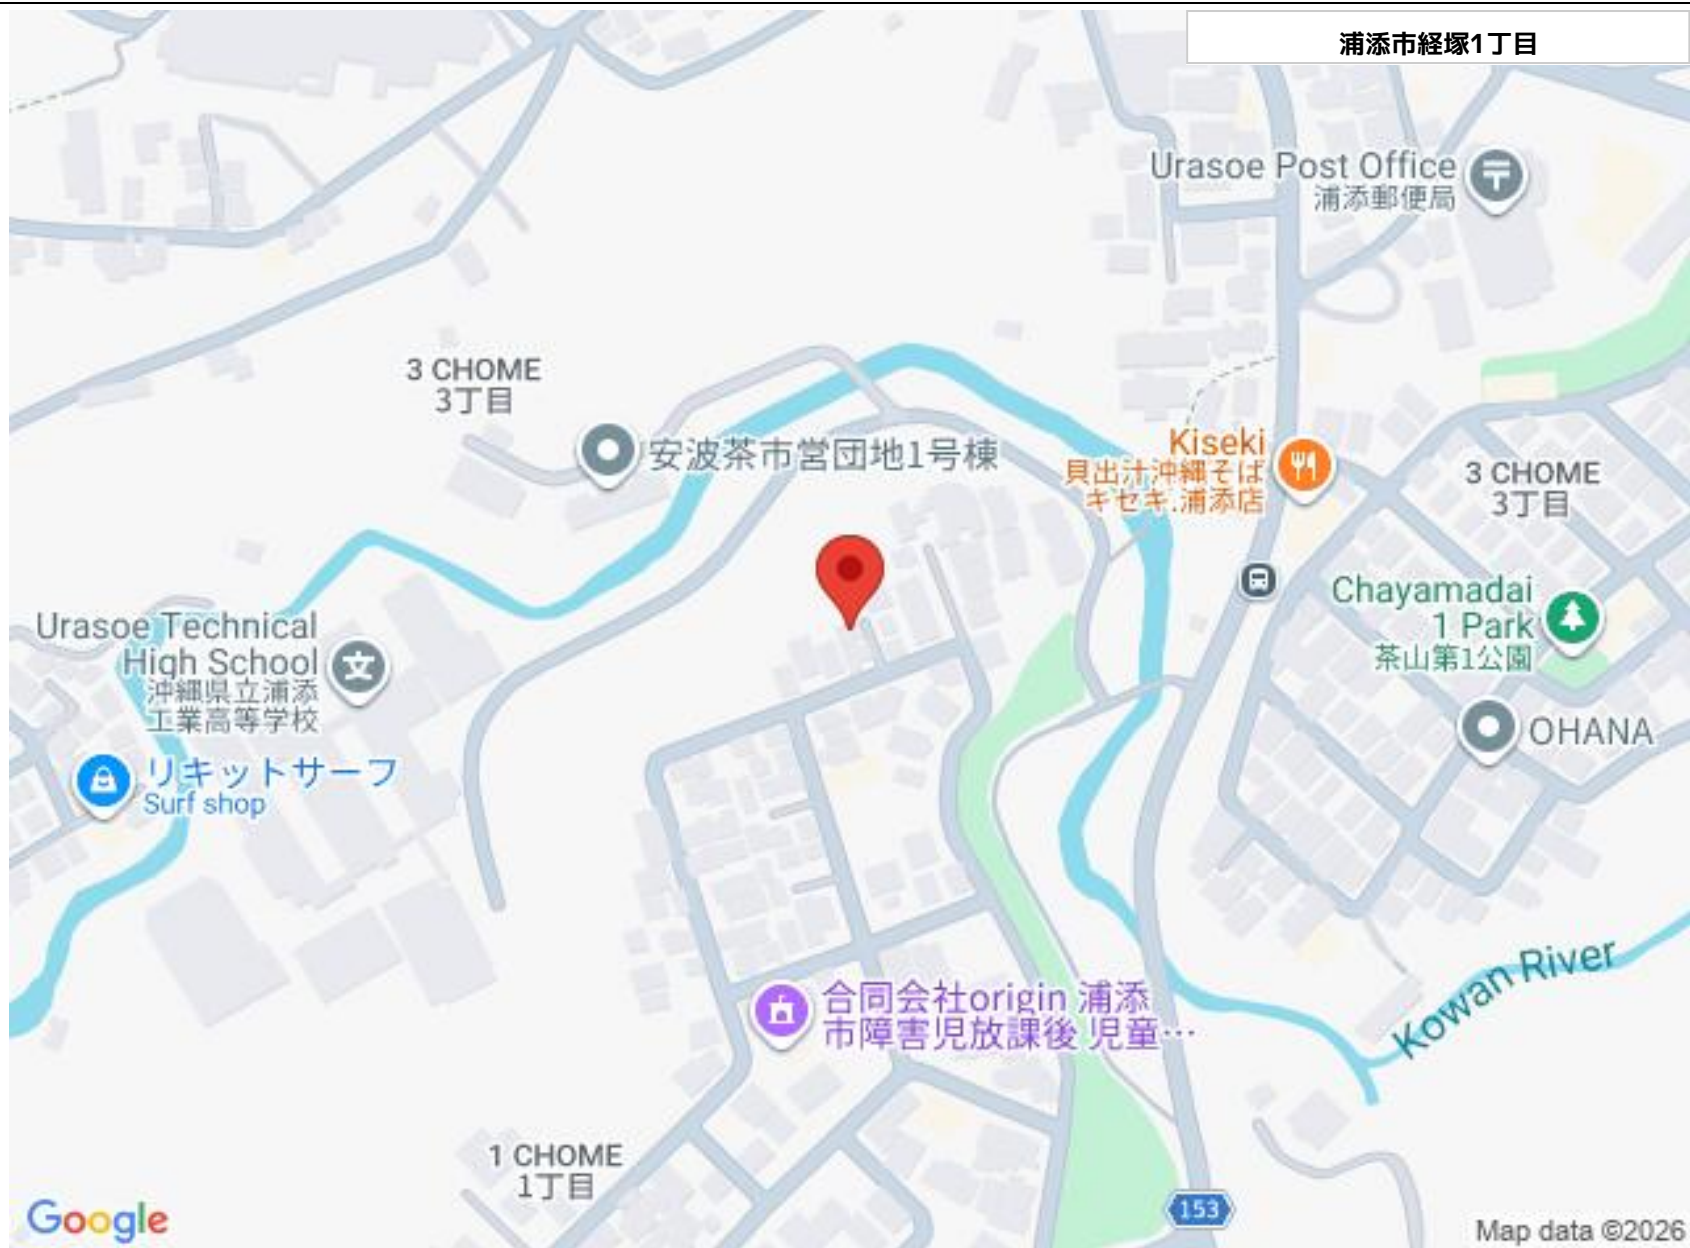 浦添市経塚1丁目
Urasoe Post Office
浦添郵便局
3 CHOME
3丁目
安波茶市営団地1号棟
Kiseki
貝出汁沖縄そば
キセキ.浦添店
3 CHOME
3丁目
Chayamadai
1 Park
茶山第1公園
Urasoe Technical
High School
沖縄県立浦添
工業高等学校
OHANA
リキットサーフ
Surf shop
合同会社origin 浦添
市障害児放課後 児童…
Kowan River
1 CHOME
1丁目
153
Google
Map data ©2026